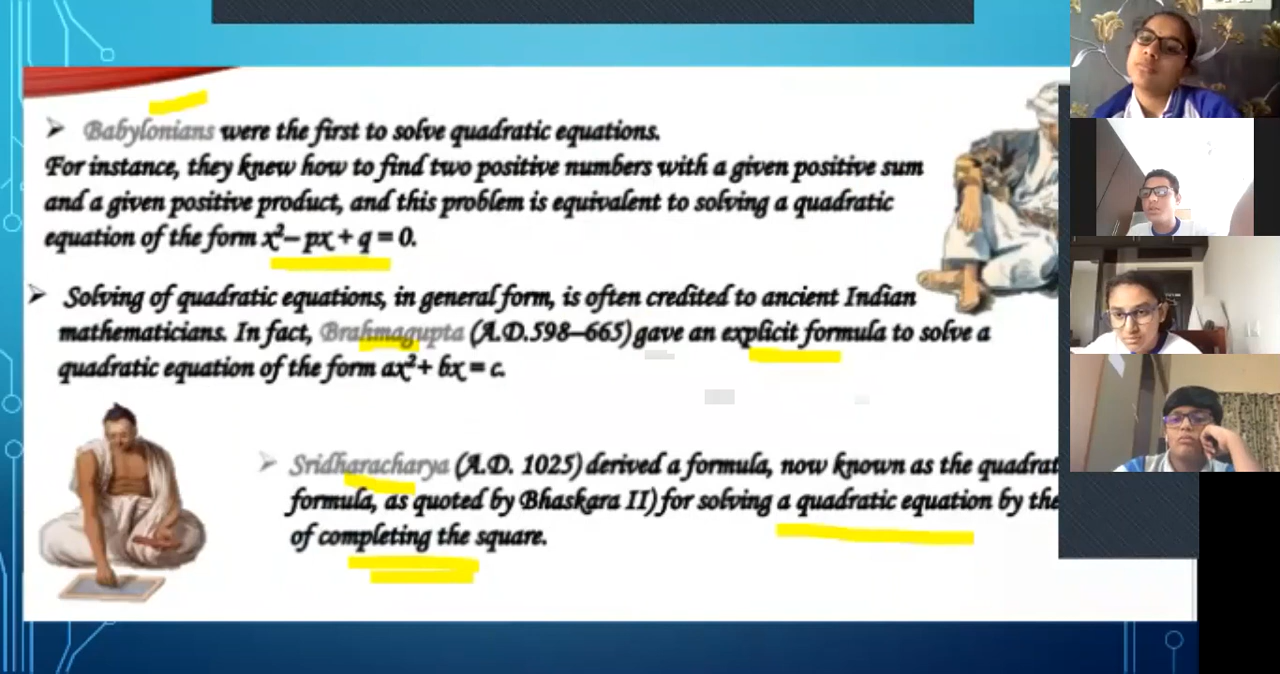 ➢ Babylonians were the first to solve quadratic equations.
For instance, they knew how to find two positive numbers with a given positive sum
and a given positive product, and this problem is equivalent to solving a quadratic
equation of the form x²– px + q = 0.
➢ Solving of quadratic equations, in general form, is often credited to ancient Indian
mathematicians. In fact, Brahmagupta (A.D.598–665) gave an explicit formula to solve a
quadratic equation of the form ax²+ bx = c.
➢ Sridharacharya (A.D. 1025) derived a formula, now known as the quadrat
formula, as quoted by Bhaskara II) for solving a quadratic equation by the
of completing the square.